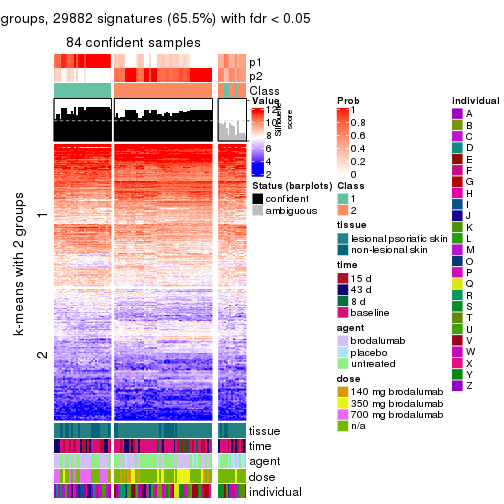 groups, 29882 signatures (65.5%) with fdr < 0.05
84 confident samples
p1
p2
Class
Silhouette
score
k-means with 2 groups
1
2
tissue
time
agent
dose
individual
Value
12
10
8
6
4
2
Status (barplots)
confident
ambiguous
Prob
1
0.8
0.6
0.4
0.2
0
Class
1
2
tissue
lesional psoriatic skin
non-lesional skin
time
15 d
43 d
8 d
baseline
agent
brodalumab
placebo
untreated
dose
140 mg brodalumab
350 mg brodalumab
700 mg brodalumab
n/a
individual
A
B
C
D
E
F
G
H
I
J
K
L
M
O
P
Q
R
S
T
U
V
W
X
Y
Z